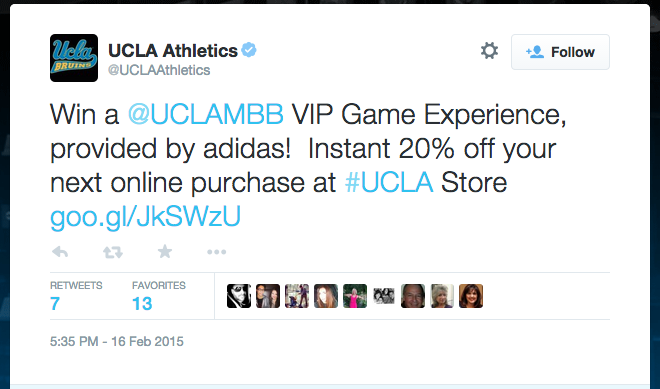 Ucla
BRUINS
UCLA Athletics
@UCLAAthletics
Follow
Win a @UCLAMBB VIP Game Experience,
provided by adidas!  Instant 20% off your
next online purchase at #UCLA Store
goo.gl/JkSWzU
RETWEETS FAVORITES
7 13
5:35 PM - 16 Feb 2015